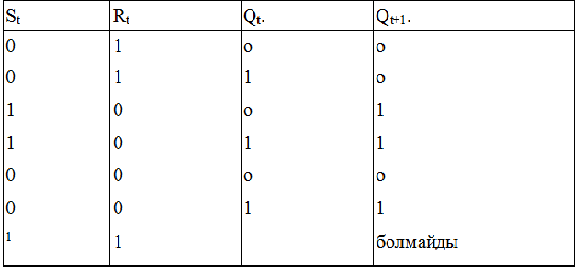 St Rt Qt. Qt+1.
0 1 о о
0 1 1 о
1 0 о 1
1 0 1 1
0 0 о о
0 0 1 1
1 1 болмайды